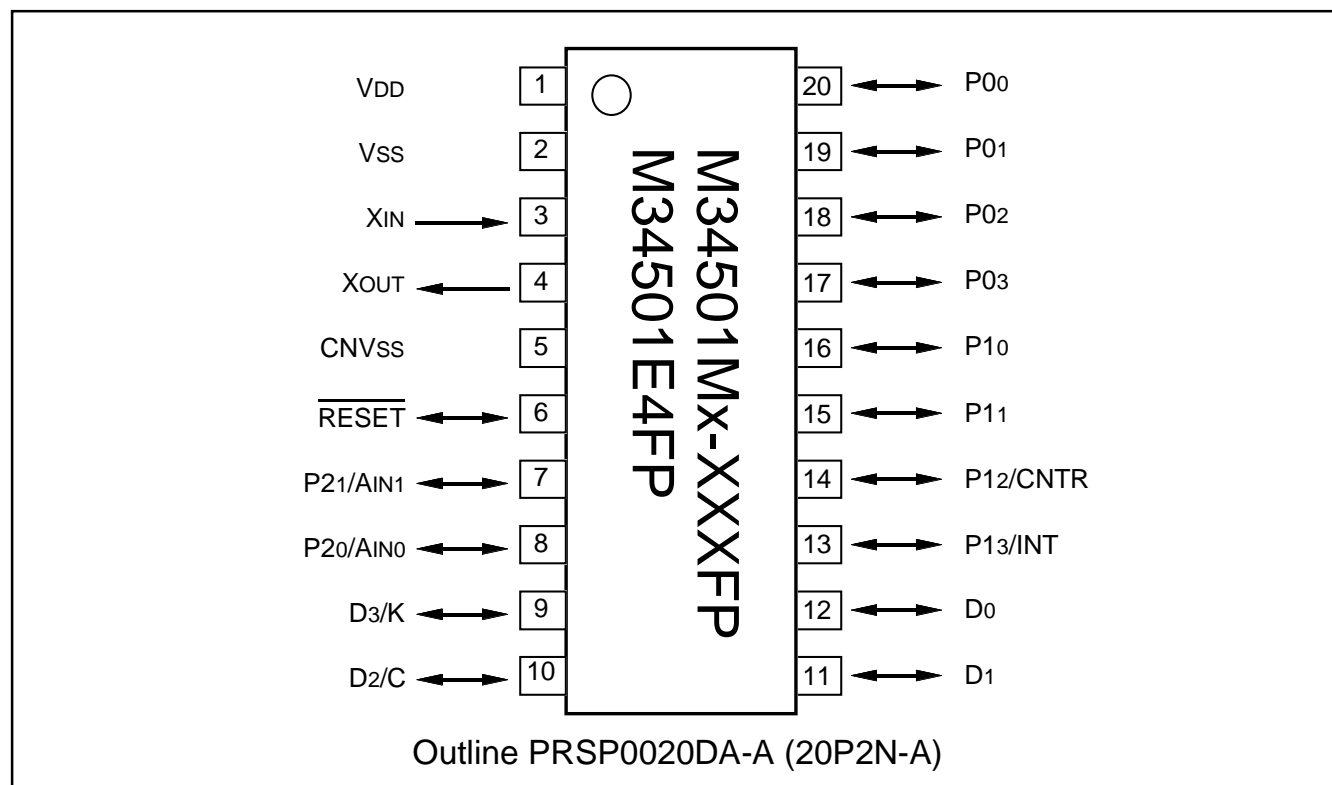 VDD 1 20 P00
VSS 2 19 P01
XIN 3 18 P02
XOUT 4 17 P03
CNVSS 5 16 P10
RESET 6 15 P11
P21/AIN1 7 14 P12/CNTR
P20/AIN0 8 13 P13/INT
D3/K 9 12 D0
D2/C 10 11 D1
M34501Mx-XXXFP
M34501E4FP
Outline PRSP0020DA-A (20P2N-A)